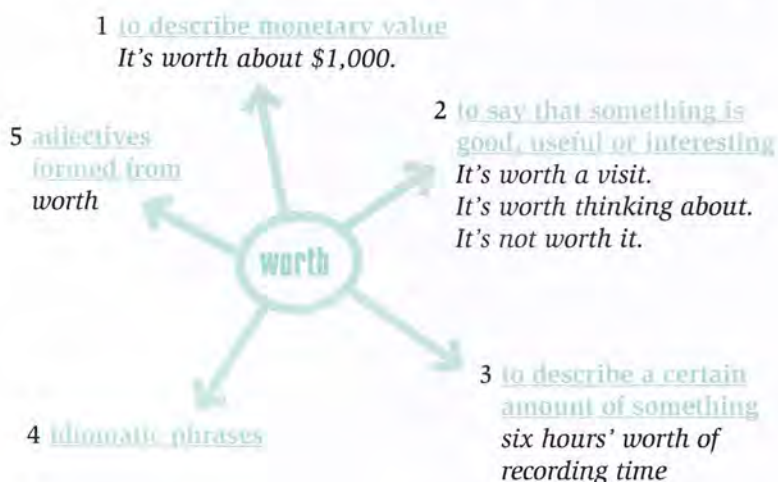 1 to describe monetary value
It's worth about $1,000.
2 to say that something is
good, useful or interesting
It's worth a visit.
It's worth thinking about.
It's not worth it.
3 to describe a certain
amount of something
six hours' worth of
recording time
4 idiomatic phrases
5 adjectives
formed from
worth
worth